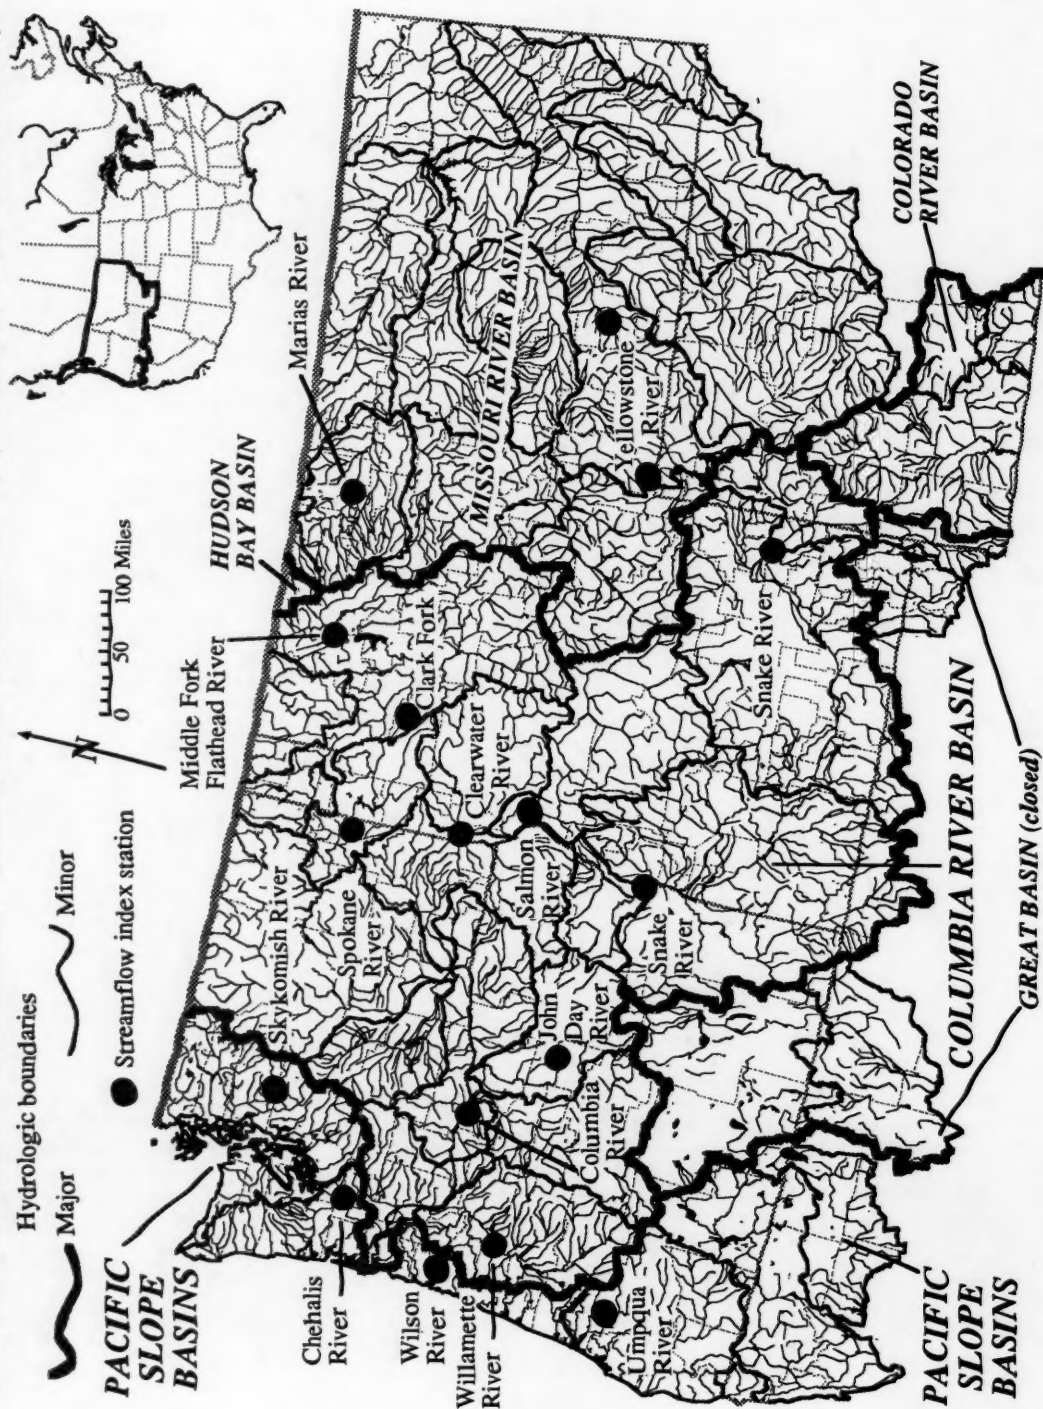 Hydrologic boundaries
Major
Minor
Streamflow index station
N
0 50 100 Miles
PACIFIC
SLOPE
BASINS
Middle Fork
Flathead River
HUDSON
BAY BASIN
Marias River
Skykomish River
Spokane
River
Clark Fork
Clearwater
River
MISSOURI RIVER BASIN
Chehalis
River
Wilson
River
Willamette
River
Columbia
River
John
Day
River
Salmon
River
Snake
River
Snake River
Yellowstone
River
Umpqua
River
PACIFIC
SLOPE
BASINS
COLUMBIA RIVER BASIN
GREAT BASIN (closed)
COLORADO
RIVER BASIN